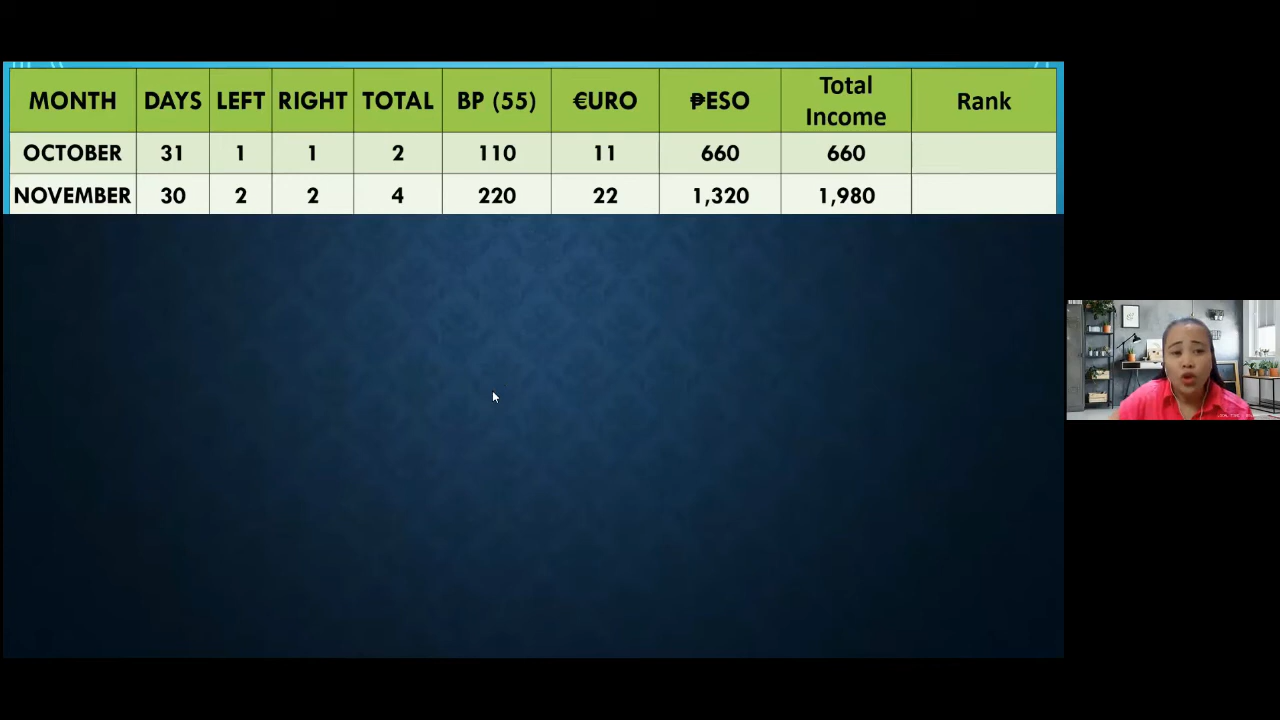 MONTH DAYS LEFT RIGHT TOTAL BP (55) €URO ₱ESO Total Income Rank
OCTOBER 31 1 1 2 110 11 660 660
NOVEMBER 30 2 2 4 220 22 1,320 1,980